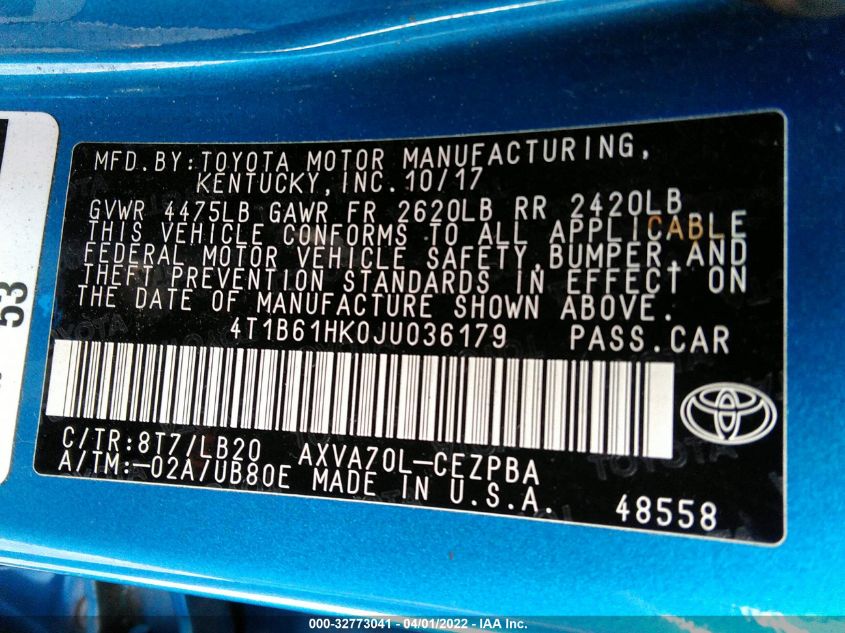 MFD.BY:TOYOTA MOTOR MANUFACTURING,
KENTUCKY,INC.10/17
GVWR 4475LB GAWR FR 2620LB RR 2420LB
THIS VEHICLE CONFORMS TO ALL APPLICABLE
FEDERAL MOTOR VEHICLE SAFETY,BUMPER,AND
THEFT PREVENTION STANDARDS IN EFFECT ON
THE DATE OF MANUFACTURE SHOWN ABOVE.
4T1B61HK0JU036179 PASS.CAR
C/TR:8T7/LB20 AXVA70L-CEZPBA
A/TM:-02A/UB80E MADE IN U.S.A. 48558
53
000-32773041 - 04/01/2022 - IAA Inc.